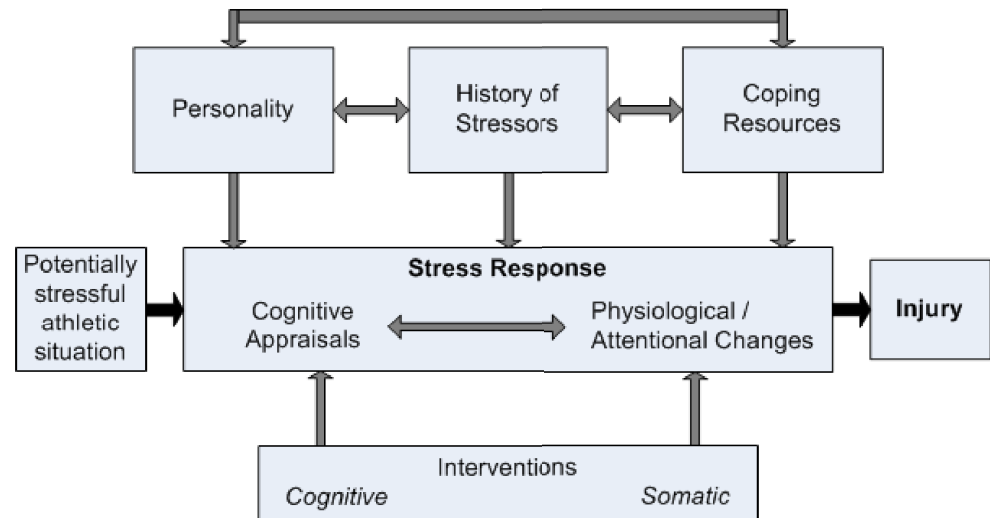 Personality
History of
Stressors
Coping
Resources
Potentially
stressful
athletic
situation
Stress Response
Cognitive
Appraisals
Physiological /
Attentional Changes
Injury
Interventions
Cognitive
Somatic